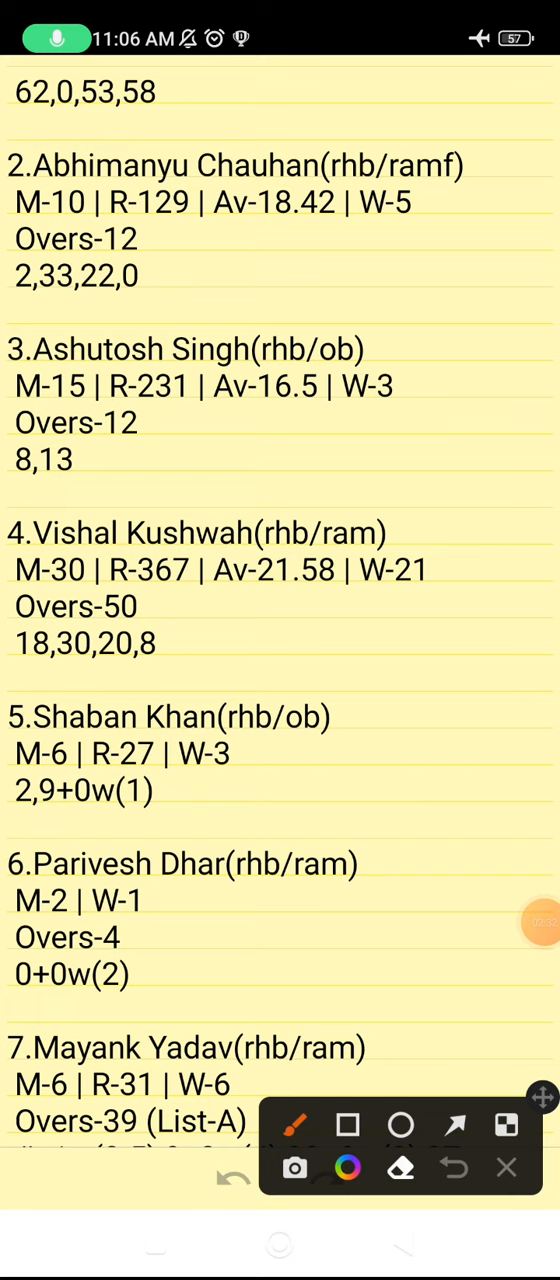 11:06 AM
57
62,0,53,58
2.Abhimanyu Chauhan(rhb/ramf)
M-10 | R-129 | Av-18.42 | W-5
Overs-12
2,33,22,0
3.Ashutosh Singh(rhb/ob)
M-15 | R-231 | Av-16.5 | W-3
Overs-12
8,13
4.Vishal Kushwah(rhb/ram)
M-30 | R-367 | Av-21.58 | W-21
Overs-50
18,30,20,8
5.Shaban Khan(rhb/ob)
M-6 | R-27 | W-3
2,9+0w(1)
6.Parivesh Dhar(rhb/ram)
M-2 | W-1
Overs-4
02:32
0+0w(2)
7.Mayank Yadav(rhb/ram)
M-6 | R-31 | W-6
Overs-39 (List-A)